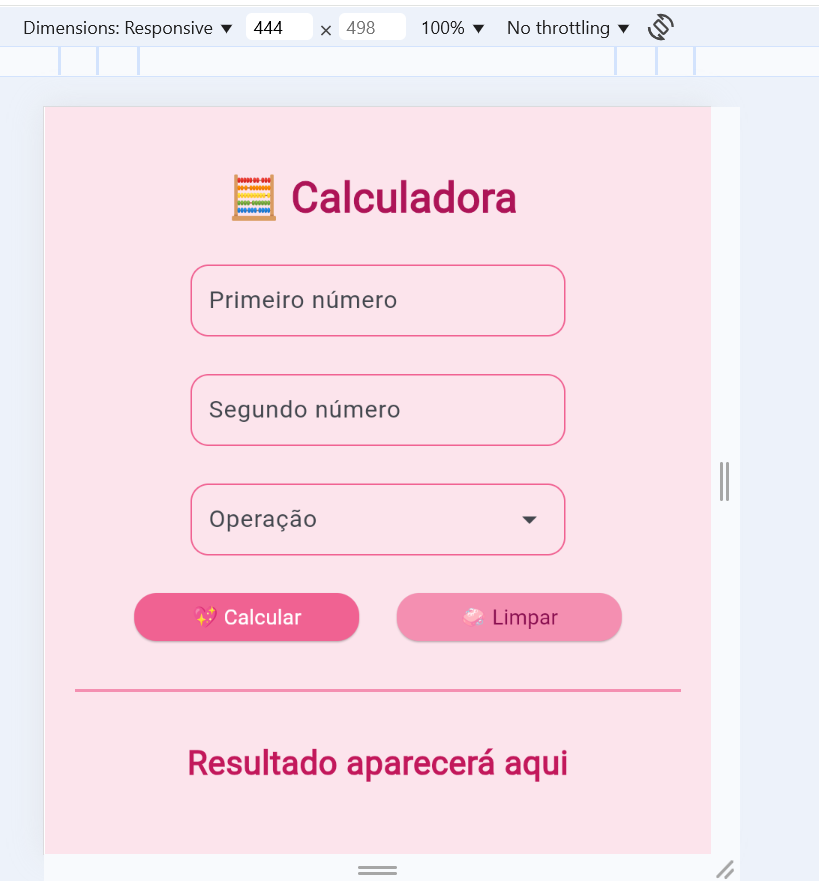 Dimensions: Responsive ▼ 444 × 498 100% ▼ No throttling ▼
🧮 Calculadora
Primeiro número
Segundo número
Operação
💖 Calcular 🧼 Limpar
Resultado aparecerá aqui